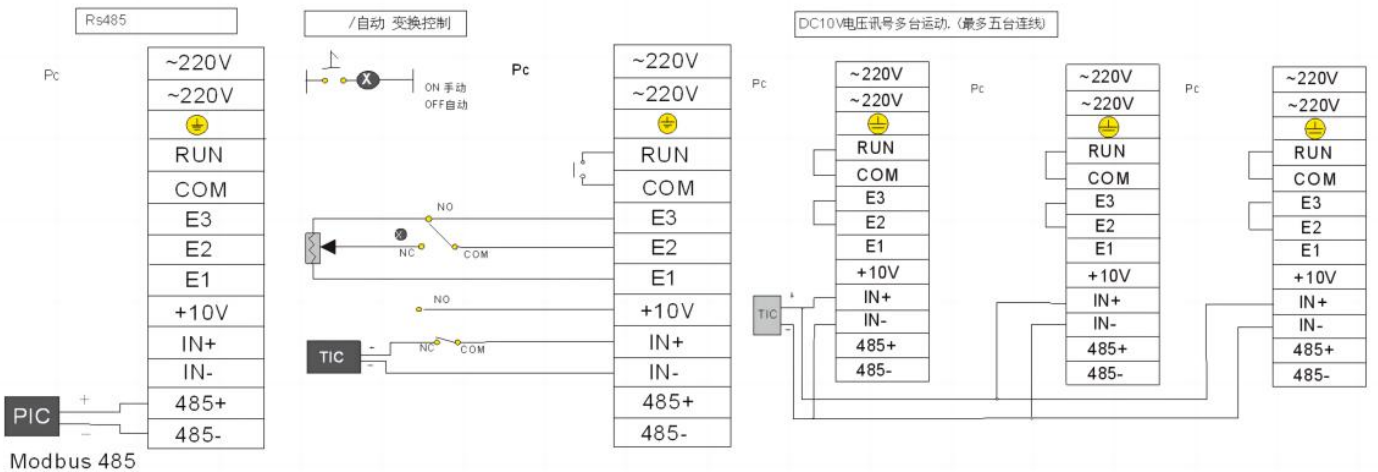 Rs485
Pc
~220V
~220V
RUN
COM
E3
E2
E1
+10V
IN+
IN-
485+
485-
PIC
+
-
Modbus 485
/自动 变换控制
X
ON 手动
OFF自动
Pc
~220V
~220V
RUN
COM
E3
E2
E1
+10V
IN+
IN-
485+
485-
NO
X
NC
COM
NO
NC
COM
TIC
-
-
DC10V电压讯号多台运动.(最多五台连线)
Pc
~220V
~220V
RUN
COM
E3
E2
E1
+10V
IN+
IN-
485+
485-
TIC
-
Pc
~220V
~220V
RUN
COM
E3
E2
E1
+10V
IN+
IN-
485+
485-
Pc
~220V
~220V
RUN
COM
E3
E2
E1
+10V
IN+
IN-
485+
485-